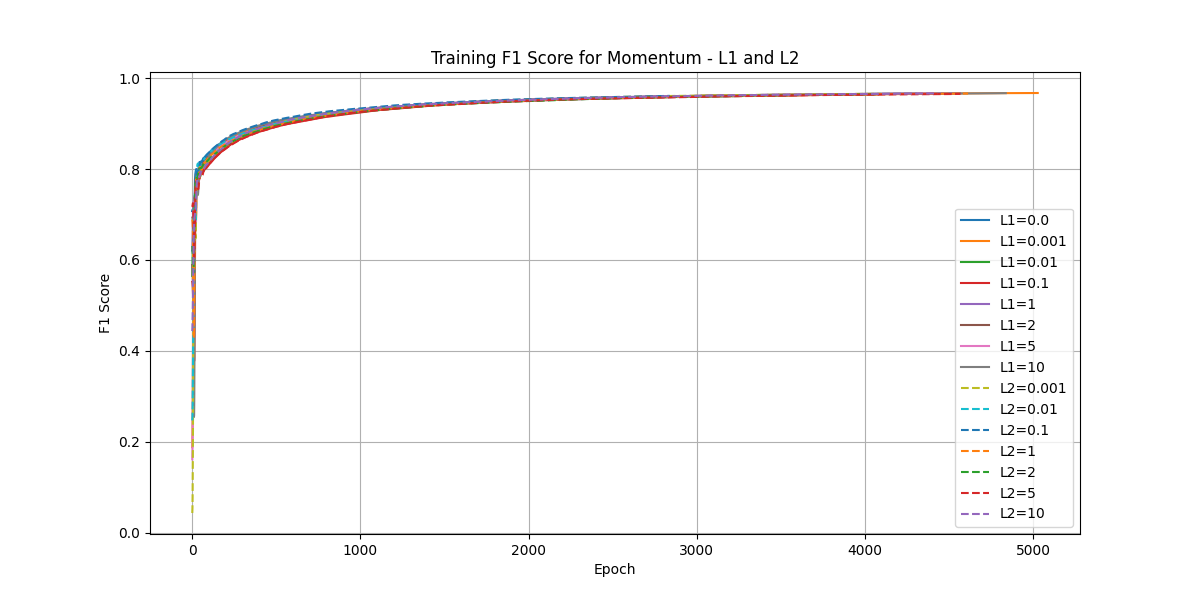 Training F1 Score for Momentum - L1 and L2
F1 Score
1.0
0.8
0.6
0.4
0.2
0.0
0
1000
2000
3000
4000
5000
Epoch
L1=0.0
L1=0.001
L1=0.01
L1=0.1
L1=1
L1=2
L1=5
L1=10
L2=0.001
L2=0.01
L2=0.1
L2=1
L2=2
L2=5
L2=10